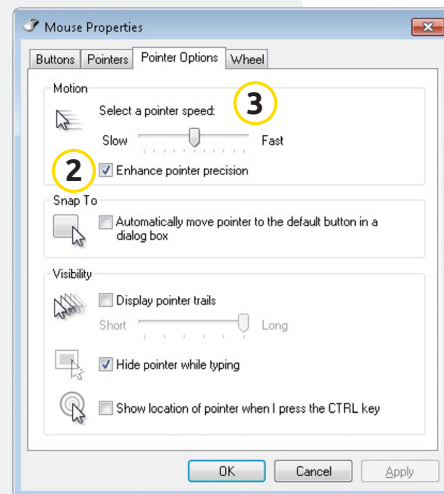 Mouse Properties
Buttons Pointers Pointer Options Wheel
Motion
Select a pointer speed: 3
Slow Fast
2 Enhance pointer precision
Snap To
Automatically move pointer to the default button in a
dialog box
Visibility
Display pointer trails
Short Long
Hide pointer while typing
Show location of pointer when I press the CTRL key
OK Cancel Apply